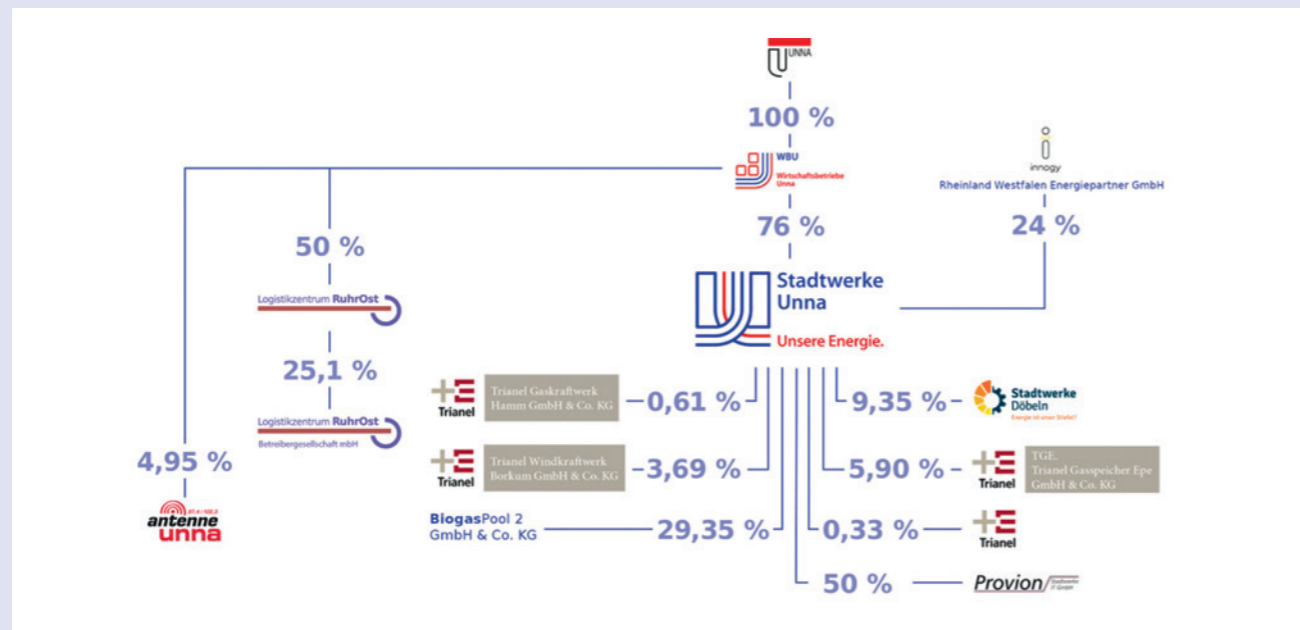 UNNA
100 %
WBU
Wirtschaftsbetriebe
Unna
innogy
Rheinland Westfalen Energiepartner GmbH
76 %
24 %
50 %
Stadtwerke
Unna
Unsere Energie.
Logistikzentrum RuhrOst
25,1 %
Logistikzentrum RuhrOst
Betreibergesellschaft mbH
4,95 %
antenne
unna
Trianel
Trianel Gaskraftwerk
Hamm GmbH & Co. KG
0,61 %
9,35 %
Stadtwerke
Döbeln
Trianel
Trianel Windkraftwerk
Borkum GmbH & Co. KG
3,69 %
5,90 %
Trianel
TGE.
Trianel Gasspeicher Epe
GmbH & Co. KG
BiogasPool 2
GmbH & Co. KG
29,35 %
0,33 %
Trianel
50 %
Provion